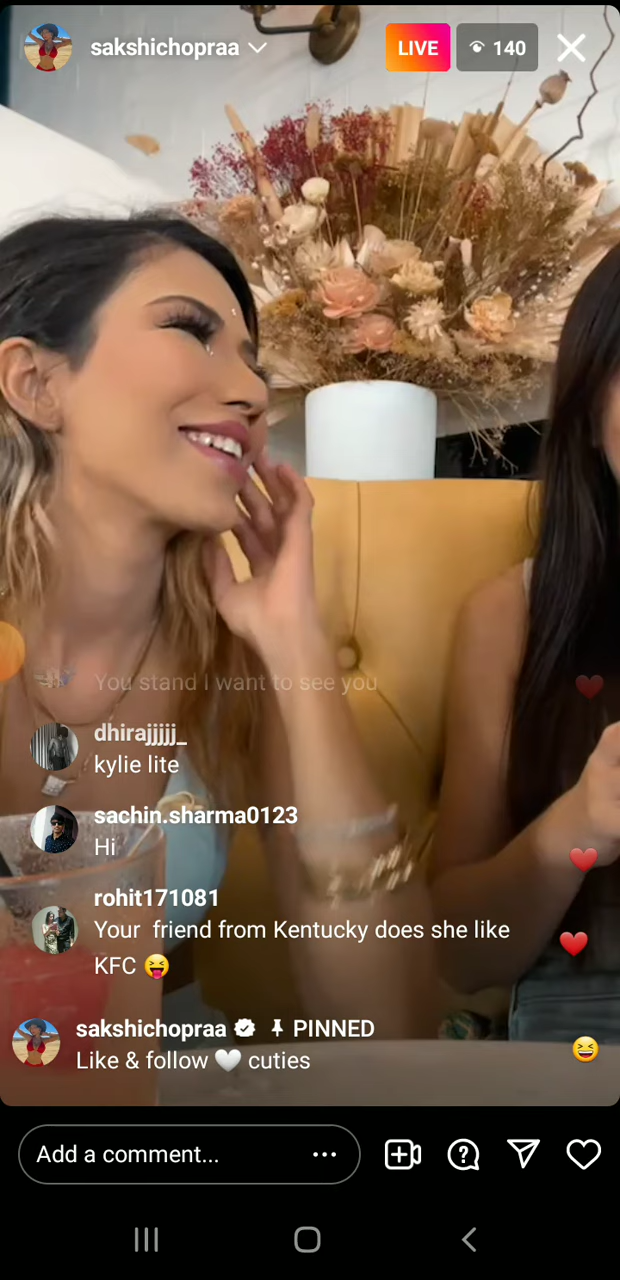 sakshichopraa
LIVE
140
You stand I want to see you
dhirajjjjj_
kylie lite
sachin.sharma0123
Hi
rohit171081
Your friend from Kentucky does she like
KFC 😝
sakshichopraa PINNED
Like & follow 🤍 cuties
Add a comment...